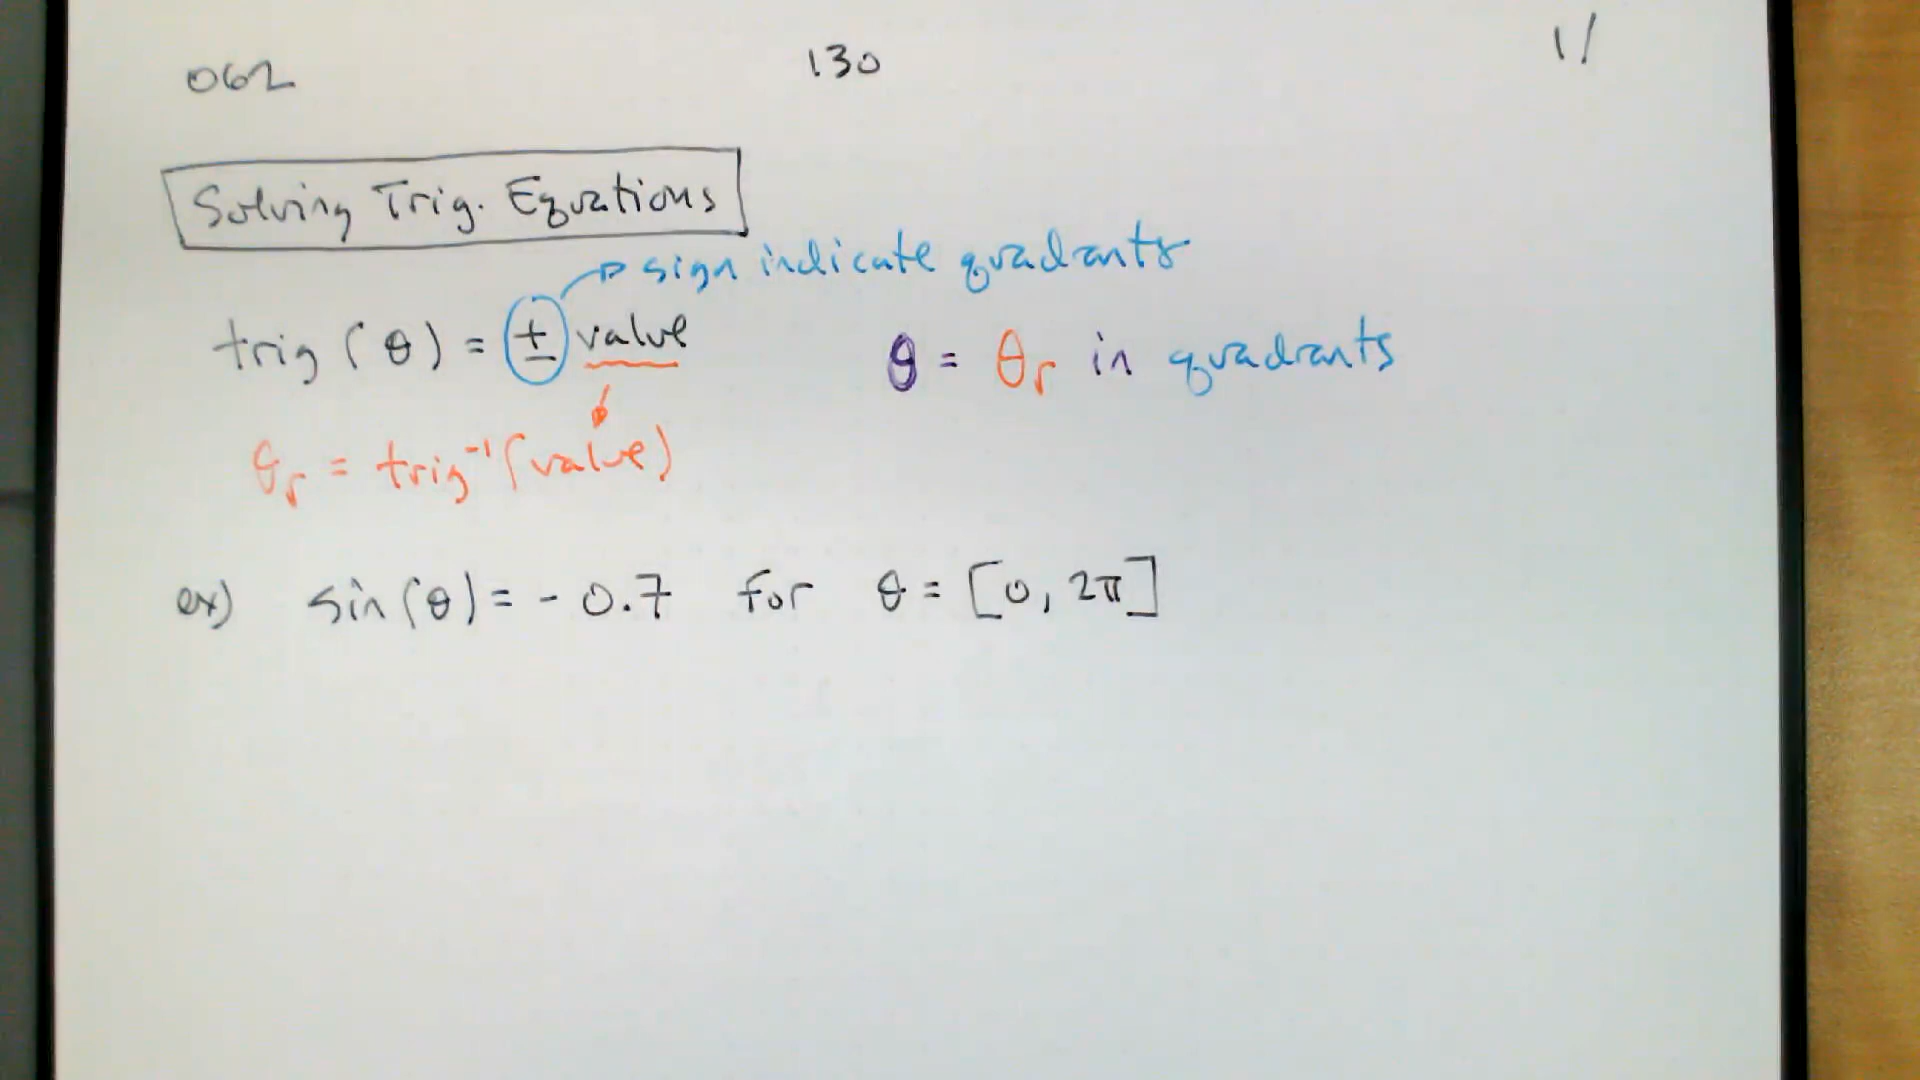 062 130 1/
Solving Trig. Equations
sign indicate quadrants
trig (θ) = ± value θ = θr in quadrants
θr = trig⁻¹(value)
ex) sin(θ) = - 0.7 for θ = [0, 2π]